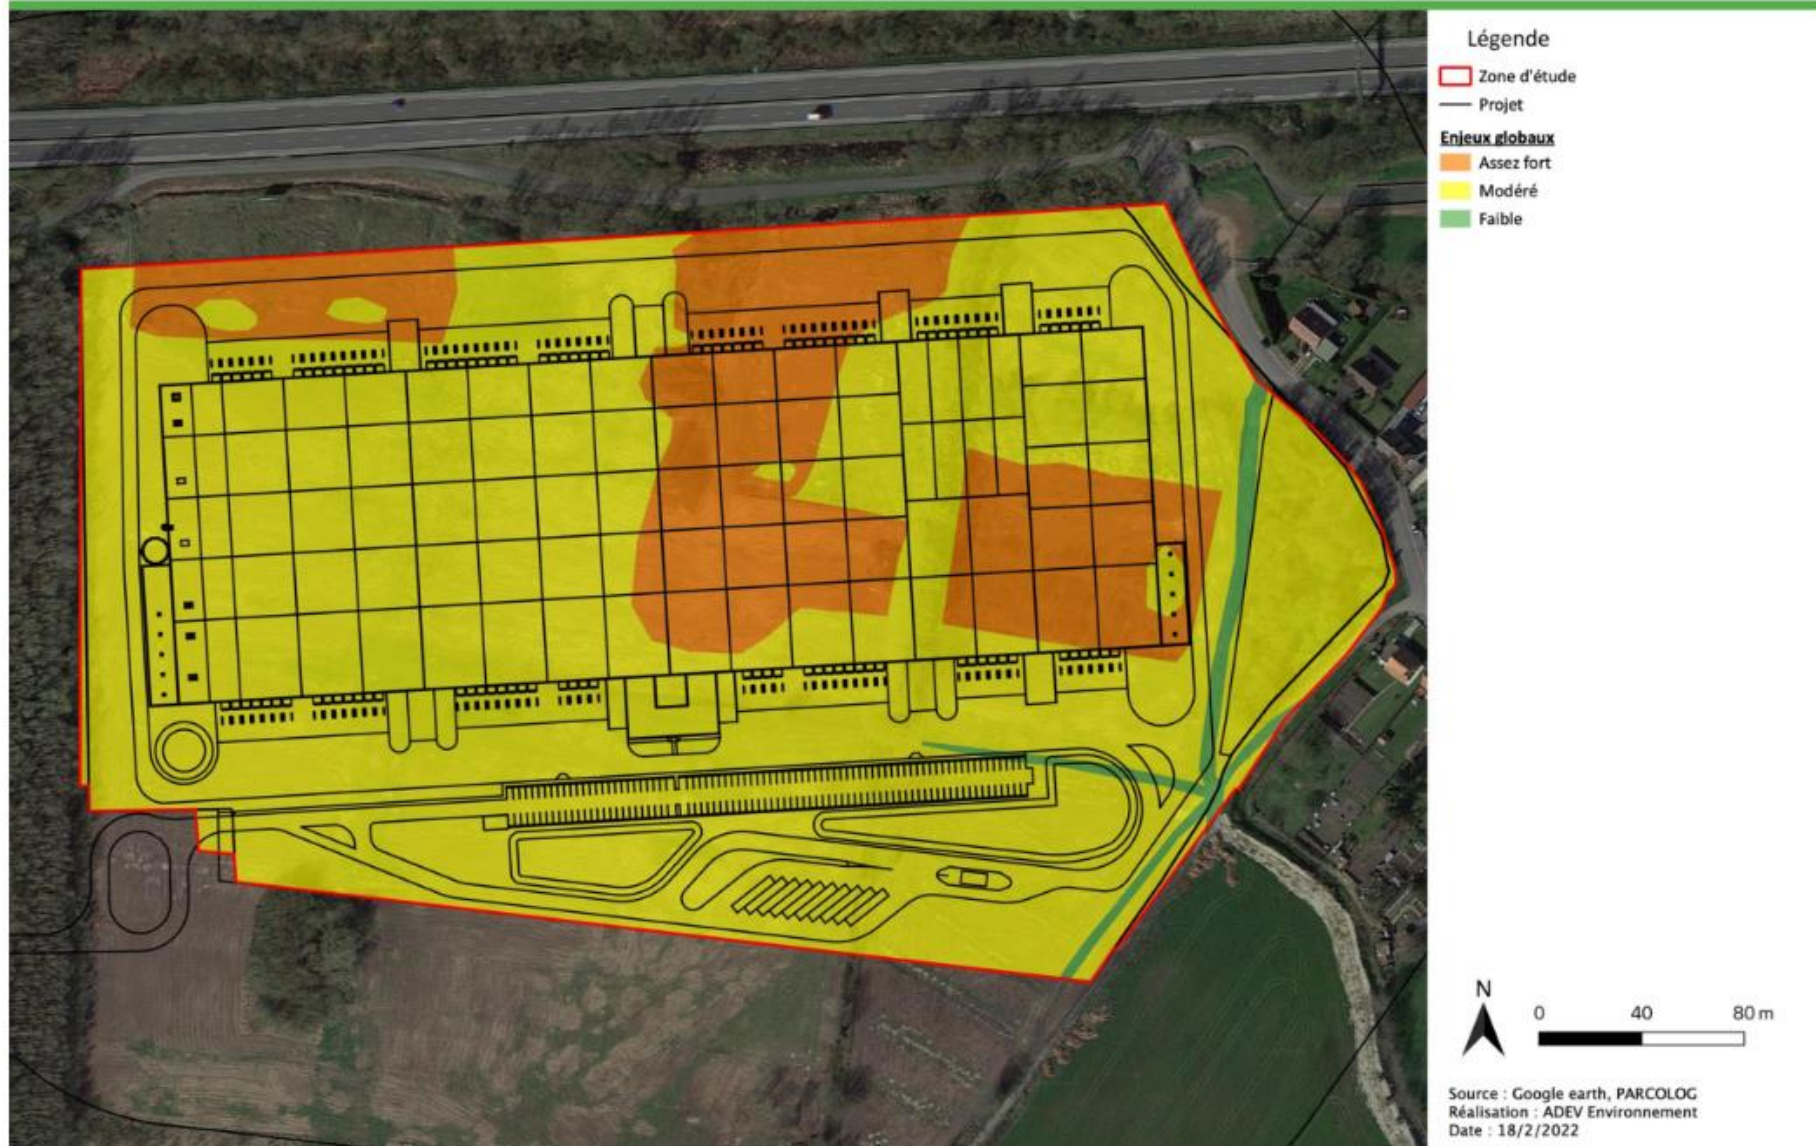 Légende
Zone d'étude
Projet
Enjeux globaux
Assez fort
Modéré
Faible
N
0 40 80 m
Source : Google earth, PARCOLOG
Réalisation : ADEV Environnement
Date : 18/2/2022